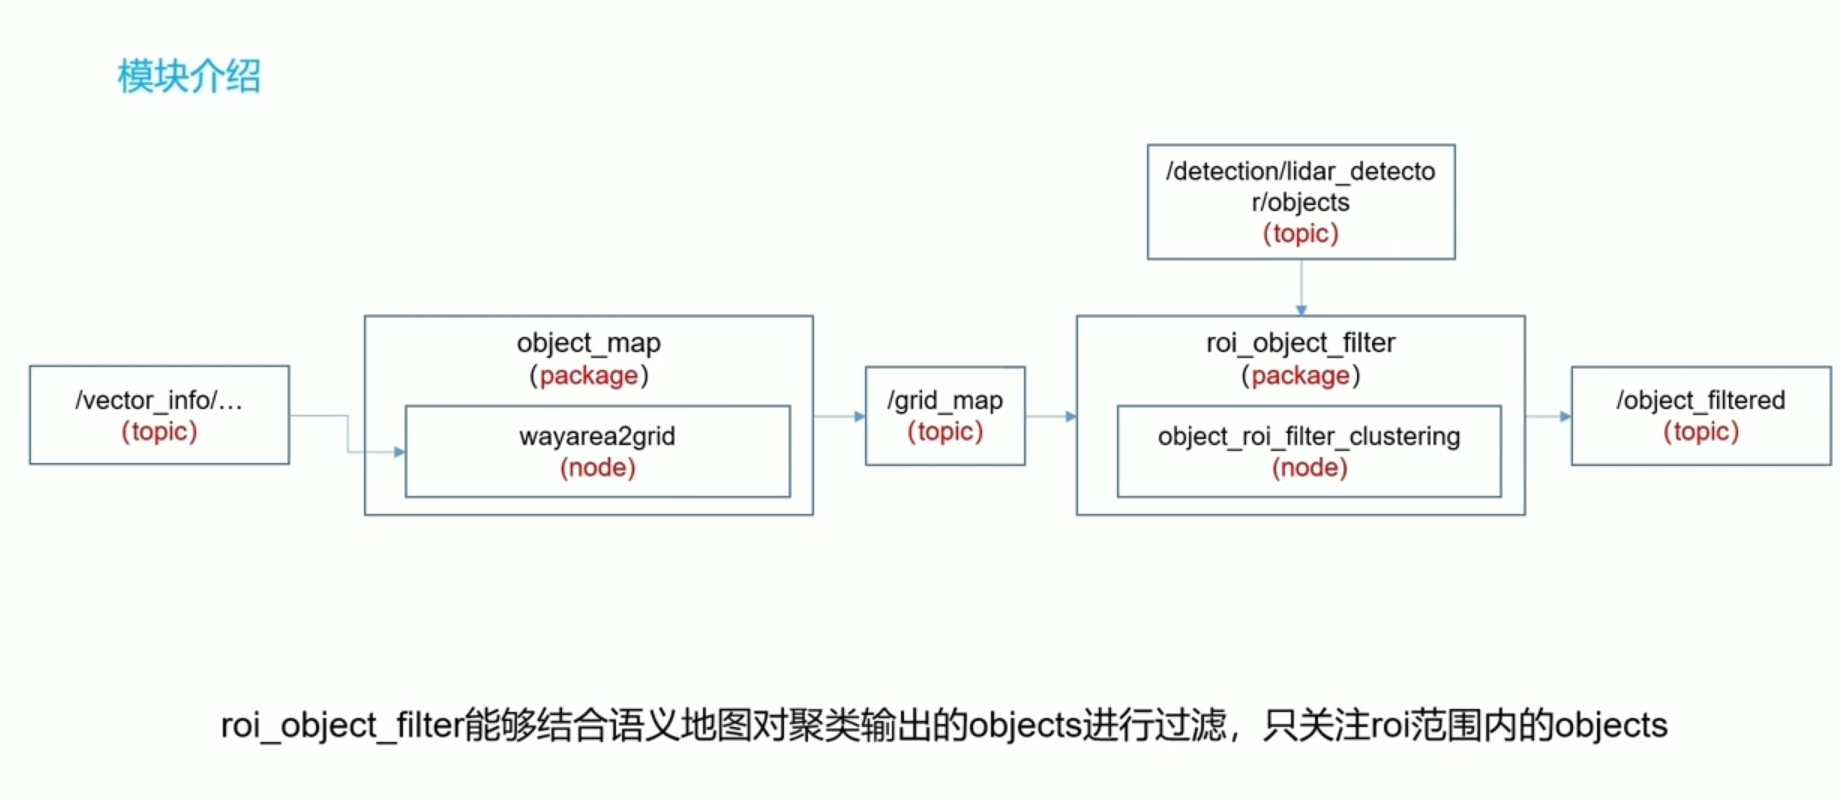 模块介绍
/detection/lidar_detecto
r/objects
(topic)
/vector_info/...
(topic)
object_map
(package)
wayarea2grid
(node)
/grid_map
(topic)
roi_object_filter
(package)
object_roi_filter_clustering
(node)
/object_filtered
(topic)
roi_object_filter能够结合语义地图对聚类输出的objects进行过滤，只关注roi范围内的objects